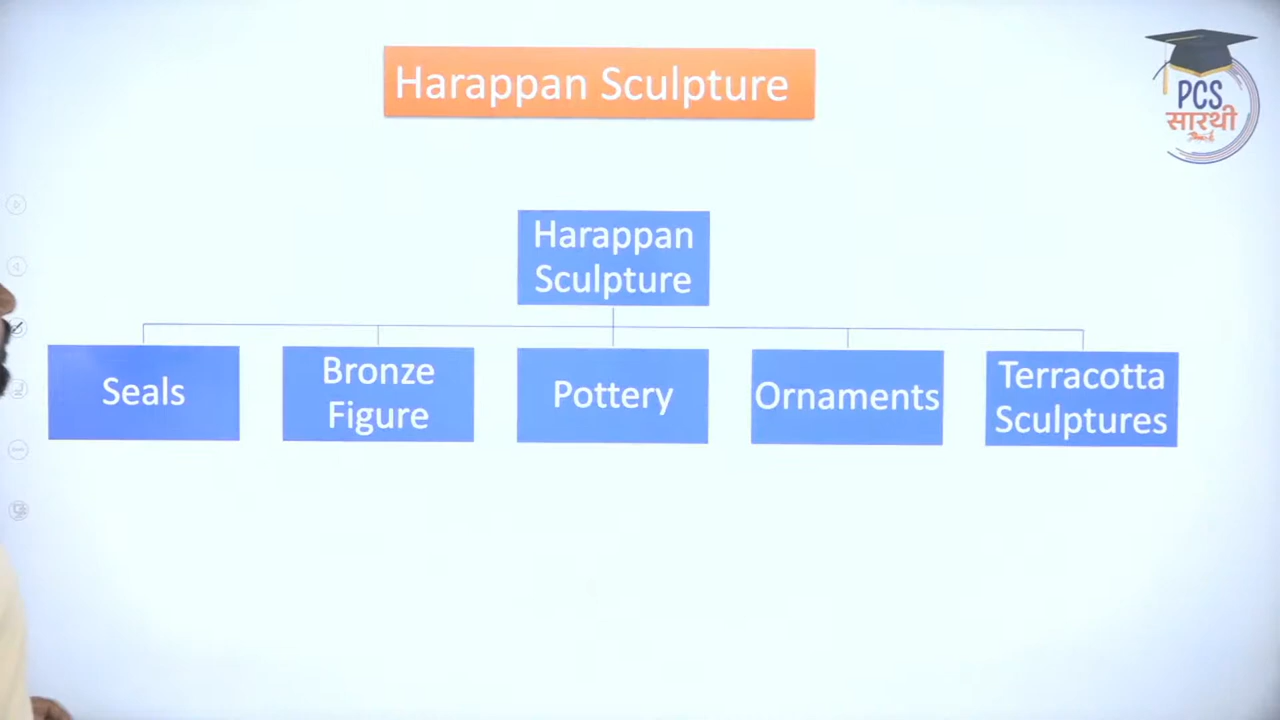 Harappan Sculpture
PCS
सारथी
Harappan
Sculpture
Seals
Bronze
Figure
Pottery
Ornaments
Terracotta
Sculptures